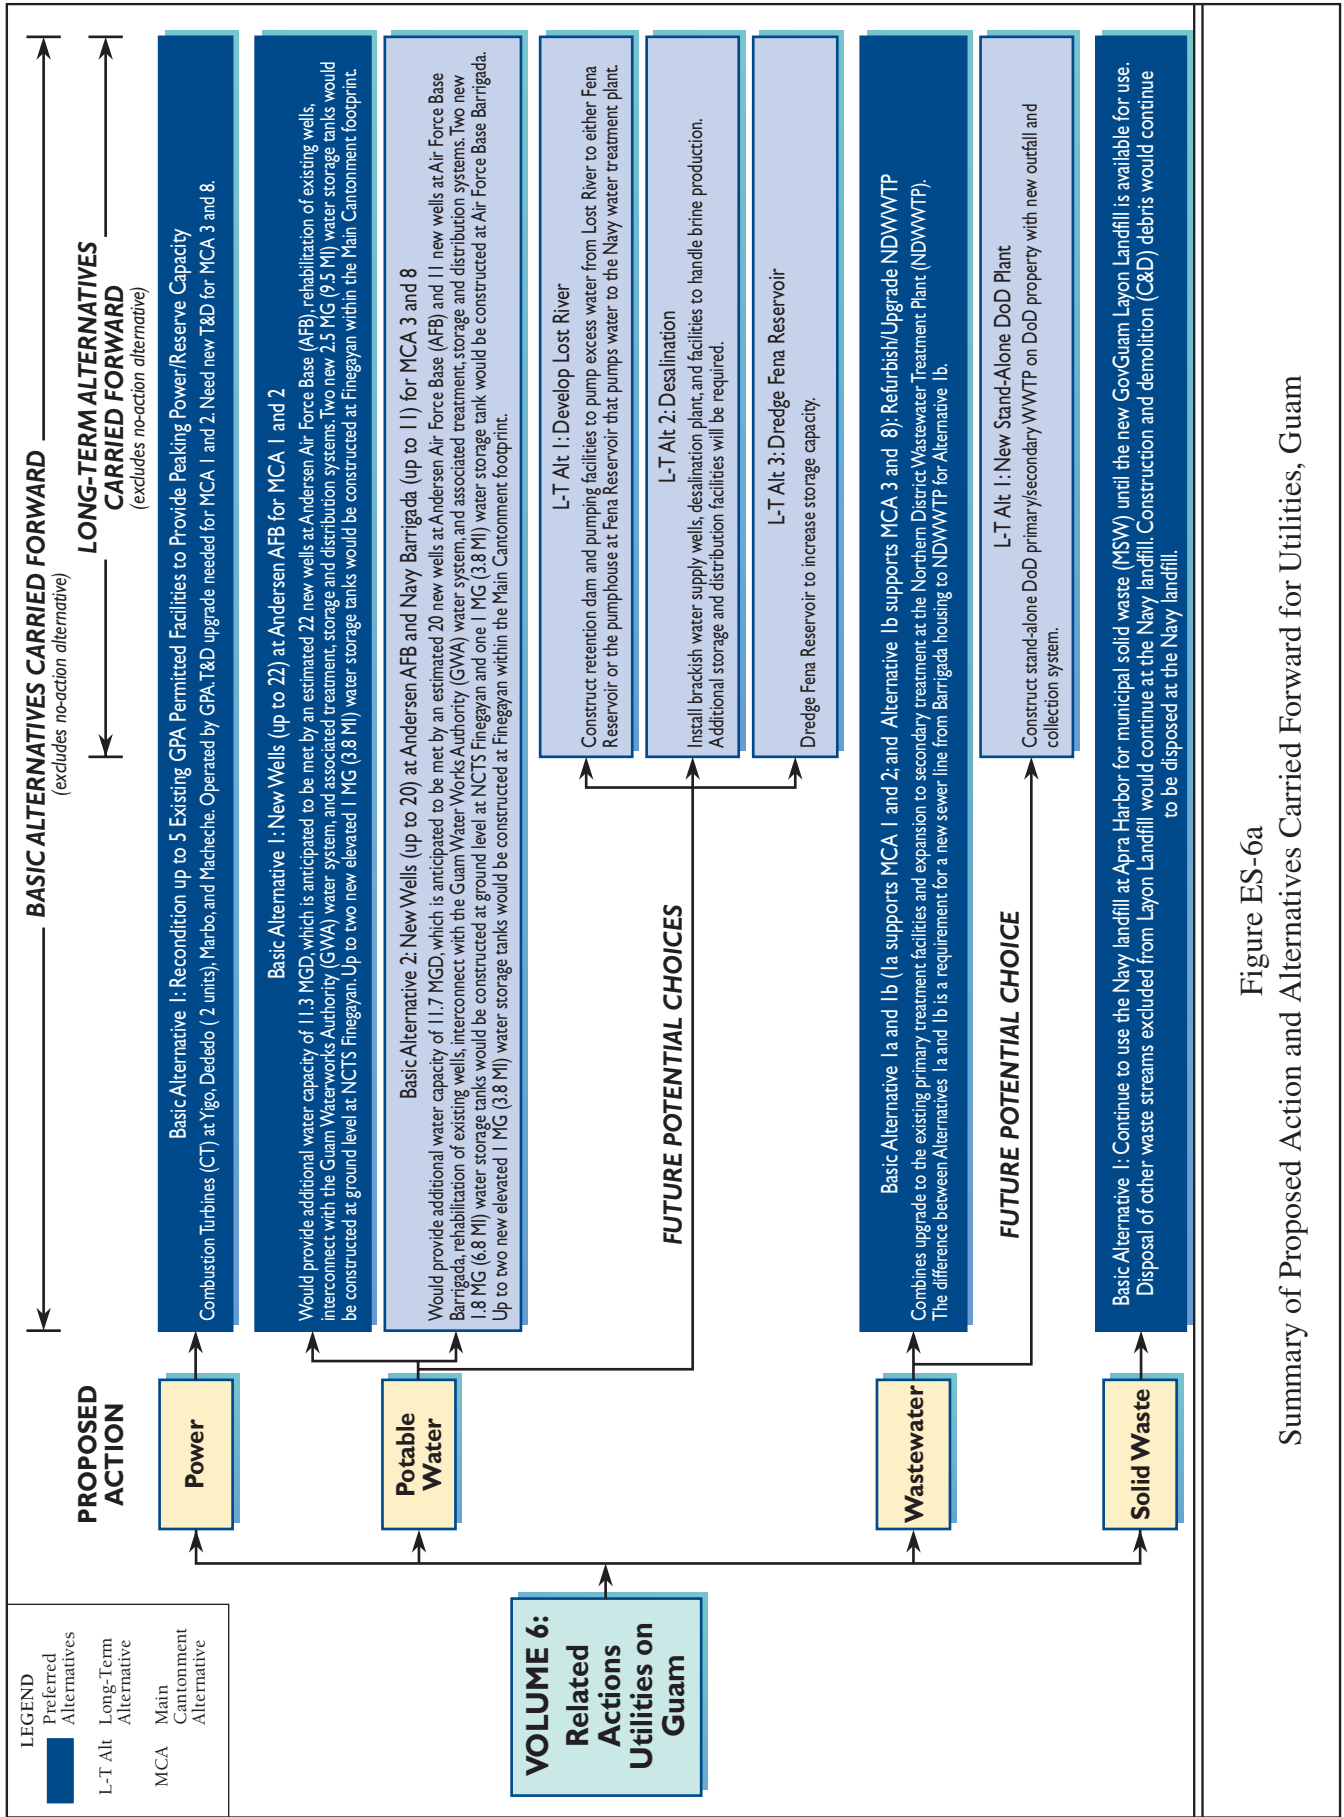 LEGEND
Preferred
Alternatives
L-T Alt Long-Term
Alternative
MCA Main
Cantonment
Alternative
BASIC ALTERNATIVES CARRIED FORWARD
(excludes no-action alternative)
LONG-TERM ALTERNATIVES
CARRIED FORWARD
(excludes no-action alternative)
PROPOSED
ACTION
VOLUME 6:
Related
Actions
Utilities on
Guam
Power
Basic Alternative 1: Recondition up to 5 Existing GPA Permitted Facilities to Provide Peaking Power/Reserve Capacity
Combustion Turbines (CT) at Yigo, Dededo ( 2 units), Marbo, and Macheche. Operated by GPA. T&D upgrade needed for MCA 1 and 2. Need new T&D for MCA 3 and 8.
Potable
Water
Basic Alternative 1: New Wells (up to 22) at Andersen AFB for MCA 1 and 2
Would provide additional water capacity of 11.3 MGD, which is anticipated to be met by an estimated 22 new wells at Andersen Air Force Base (AFB), rehabilitation of existing wells,
interconnect with the Guam Waterworks Authority (GWA) water system, and associated treatment, storage and distribution systems. Two new 2.5 MG (9.5 Ml) water storage tanks would
be constructed at ground level at NCTS Finegayan. Up to two new elevated 1 MG (3.8 Ml) water storage tanks would be constructed at Finegayan within the Main Cantonment footprint.
Basic Alternative 2: New Wells (up to 20) at Andersen AFB and Navy Barrigada (up to 11) for MCA 3 and 8
Would provide additional water capacity of 11.7 MGD, which is anticipated to be met by an estimated 20 new wells at Andersen Air Force Base (AFB) and 11 new wells at Air Force Base
Barrigada, rehabilitation of existing wells, interconnect with the Guam Water Works Authority (GWA) water system, and associated treatment, storage and distribution systems. Two new
1.8 MG (6.8 Ml) water storage tanks would be constructed at ground level at NCTS Finegayan and one 1 MG (3.8 Ml) water storage tank would be constructed at Air Force Base Barrigada.
Up to two new elevated 1 MG (3.8 Ml) water storage tanks would be constructed at Finegayan within the Main Cantonment footprint.
FUTURE POTENTIAL CHOICES
L-T Alt 1: Develop Lost River
Construct retention dam and pumping facilities to pump excess water from Lost River to either Fena
Reservoir or the pumphouse at Fena Reservoir that pumps water to the Navy water treatment plant.
L-T Alt 2: Desalination
Install brackish water supply wells, desalination plant, and facilities to handle brine production.
Additional storage and distribution facilities will be required.
L-T Alt 3: Dredge Fena Reservoir
Dredge Fena Reservoir to increase storage capacity.
Wastewater
Basic Alternative 1a and 1b (1a supports MCA 1 and 2; and Alternative 1b supports MCA 3 and 8): Refurbish/Upgrade NDWWTP
Combines upgrade to the existing primary treatment facilities and expansion to secondary treatment at the Northern District Wastewater Treatment Plant (NDWWTP).
The difference between Alternatives 1a and 1b is a requirement for a new sewer line from Barrigada housing to NDWWTP for Alternative 1b.
FUTURE POTENTIAL CHOICE
L-T Alt 1: New Stand-Alone DoD Plant
Construct stand-alone DoD primary/secondary WWTP on DoD property with new outfall and
collection system.
Solid Waste
Basic Alternative 1: Continue to use the Navy landfill at Apra Harbor for municipal solid waste (MSW) until the new GovGuam Layon Landfill is available for use.
Disposal of other waste streams excluded from Layon Landfill would continue at the Navy landfill. Construction and demolition (C&D) debris would continue
to be disposed at the Navy landfill.
Figure ES-6a
Summary of Proposed Action and Alternatives Carried Forward for Utilities, Guam